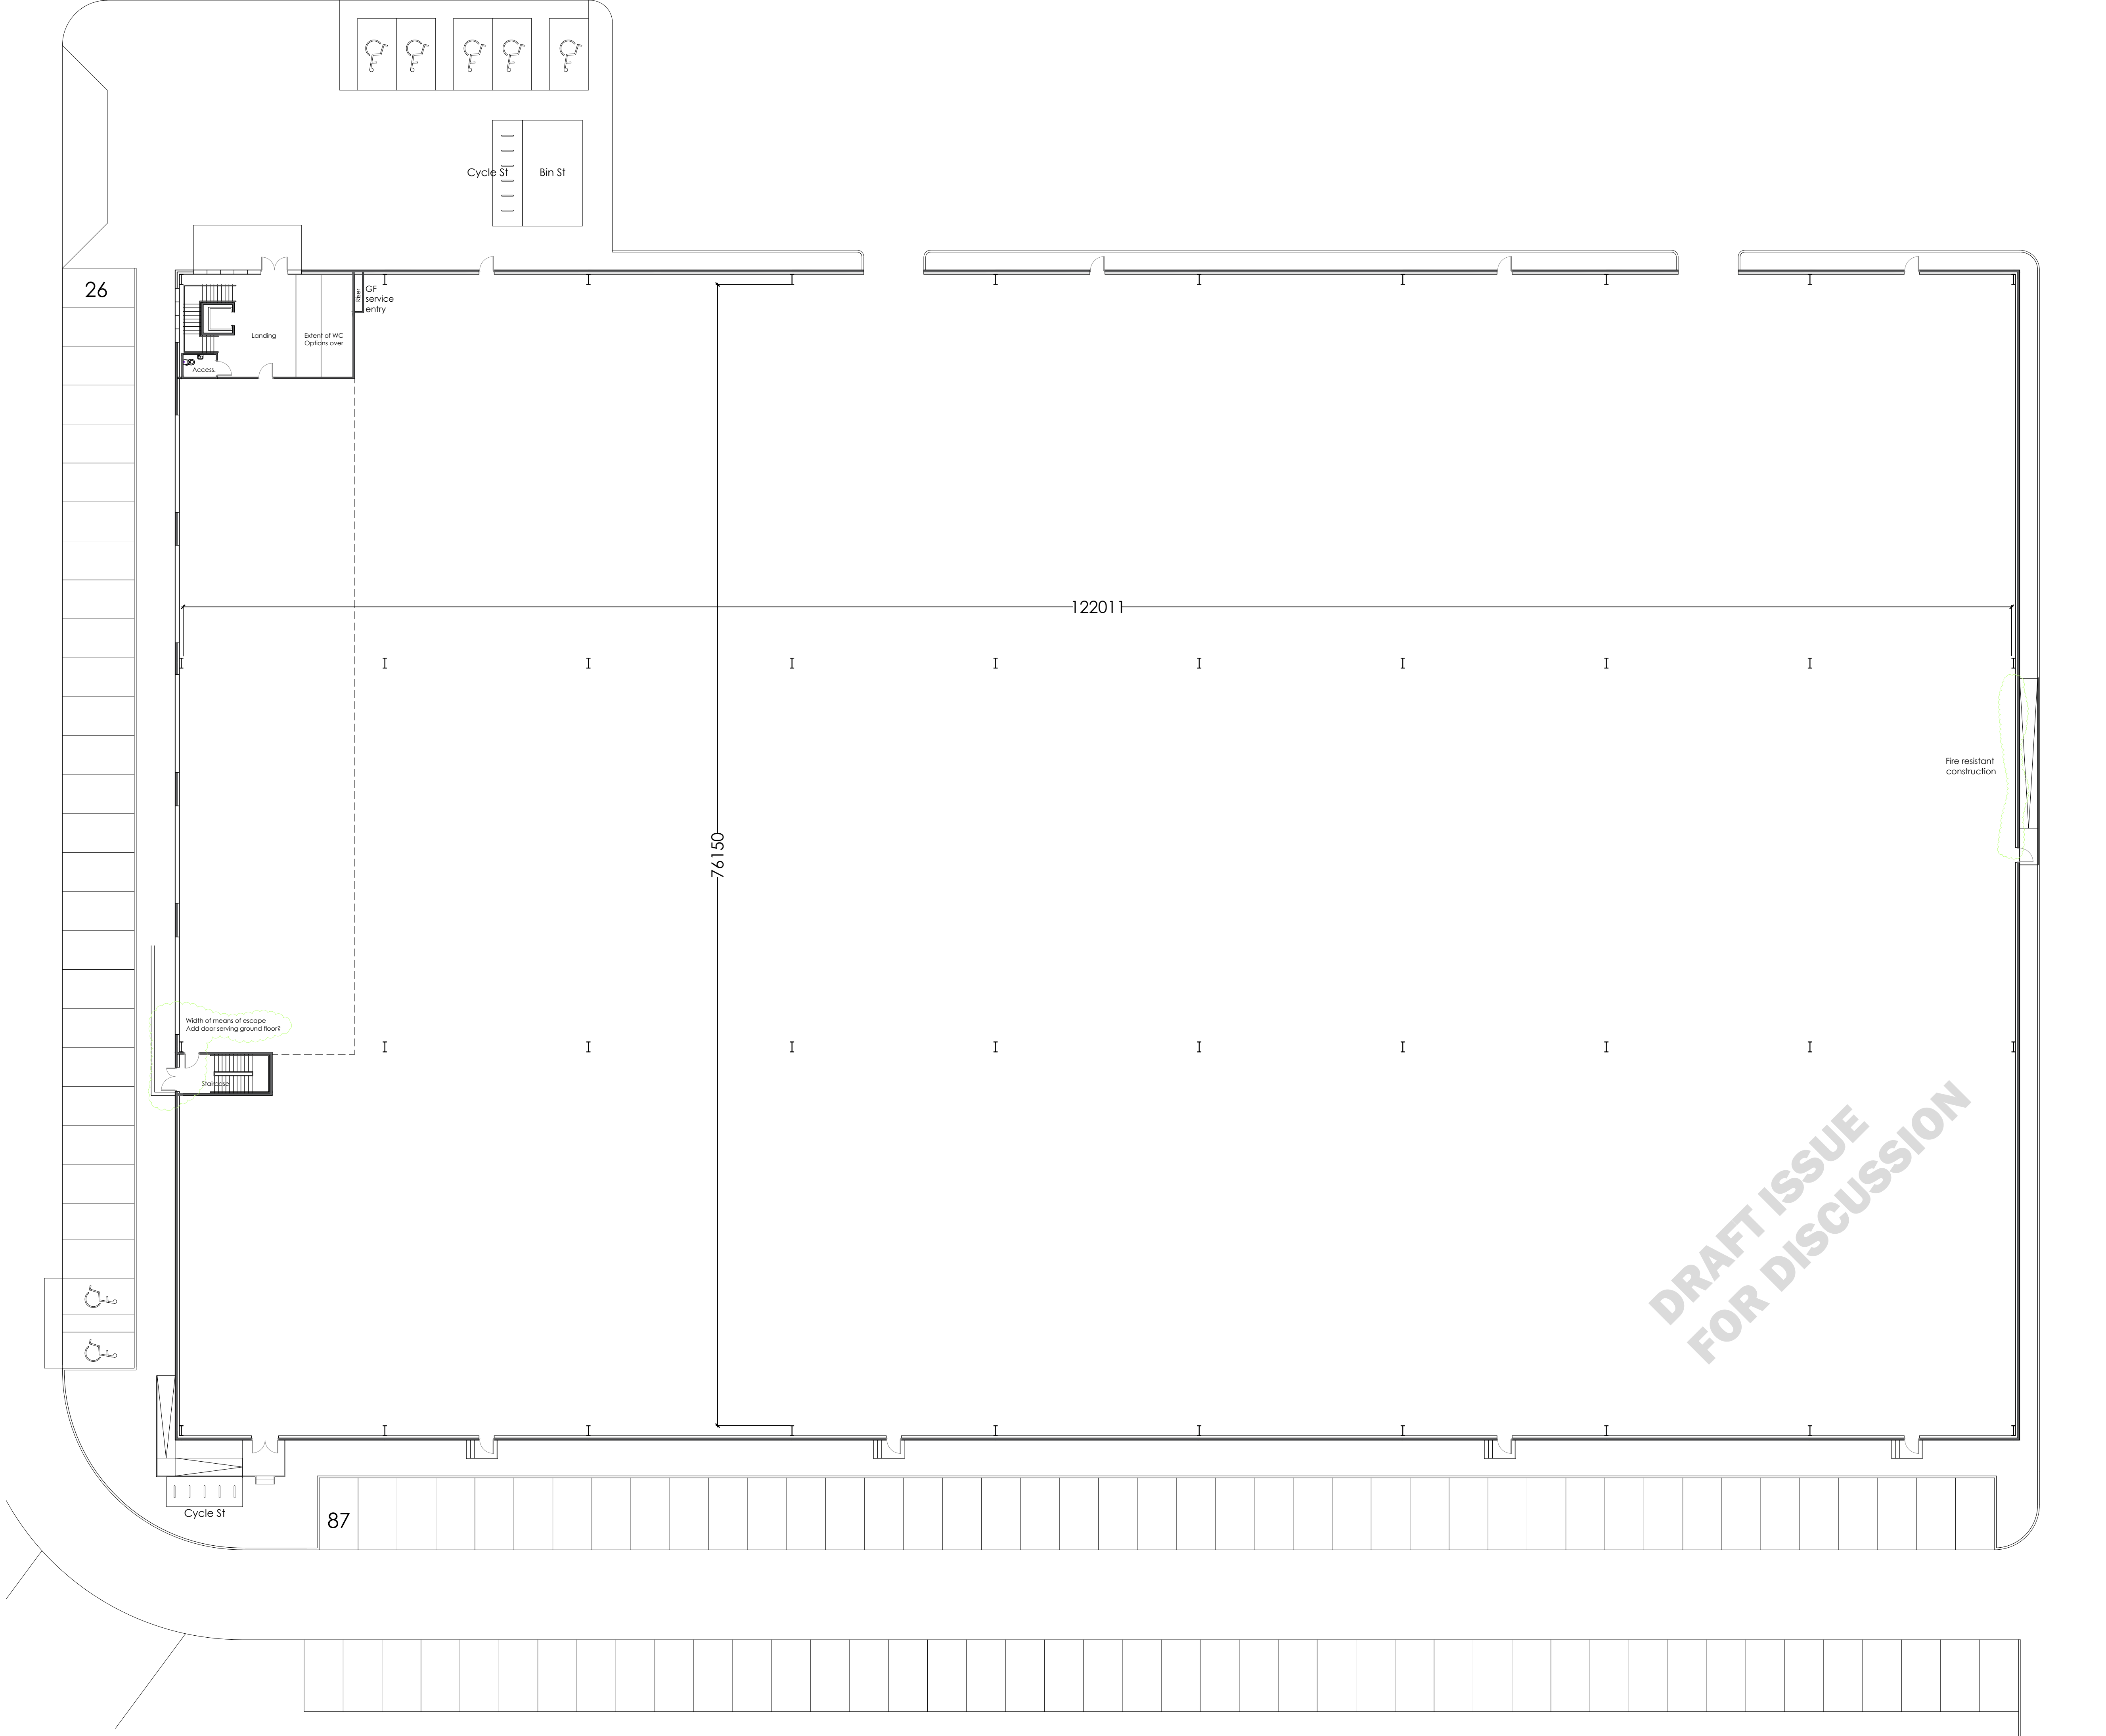 Cycle St
Bin St
26
Riser
GF
service
entry
Landing
Extent of WC
Options over
Access.
122011
Fire resistant
construction
76150
Width of means of escape
Add door serving ground floor?
Staircase
DRAFT ISSUE
FOR DISCUSSION
Cycle St
87